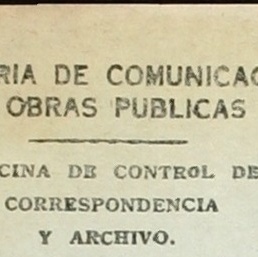 RIA DE COMUNICAC
OBRAS PUBLICAS
CINA DE CONTROL DE
CORRESPONDENCIA
Y ARCHIVO.